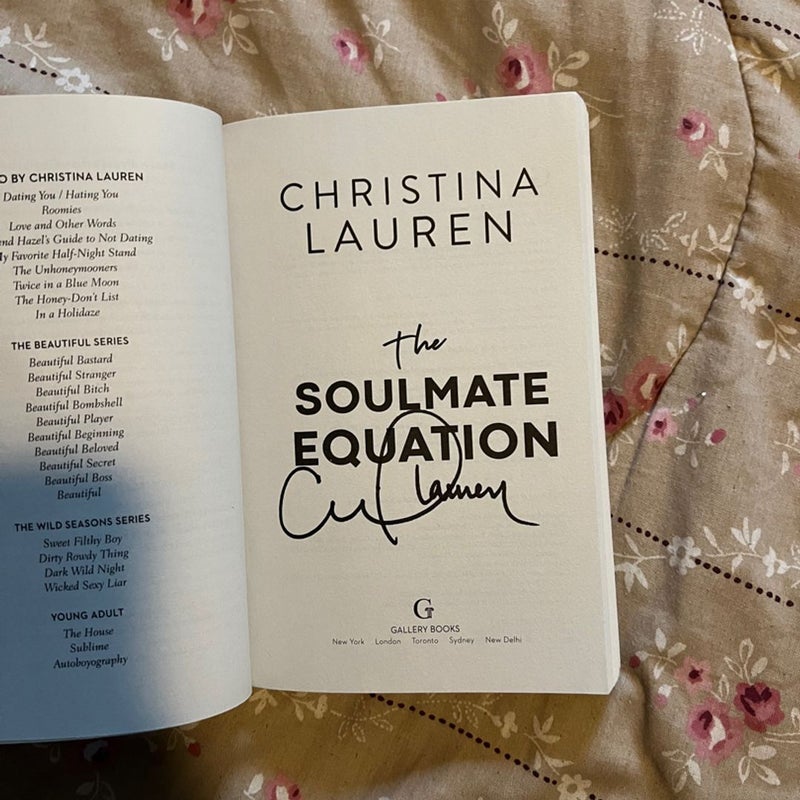 O BY CHRISTINA LAUREN
Dating You / Hating You
Roomies
Love and Other Words
nd Hazel's Guide to Not Dating
My Favorite Half-Night Stand
The Unhoneymooners
Twice in a Blue Moon
The Honey-Don't List
In a Holidaze
THE BEAUTIFUL SERIES
Beautiful Bastard
Beautiful Stranger
Beautiful Bitch
Beautiful Bombshell
Beautiful Player
Beautiful Beginning
Beautiful Beloved
Beautiful Secret
Beautiful Boss
Beautiful
THE WILD SEASONS SERIES
Sweet Filthy Boy
Dirty Rowdy Thing
Dark Wild Night
Wicked Sexy Liar
YOUNG ADULT
The House
Sublime
Autoboyography
CHRISTINA
LAUREN
the
SOULMATE
EQUATION
Lauren
G
GALLERY BOOKS
New York London Toronto Sydney New Delhi